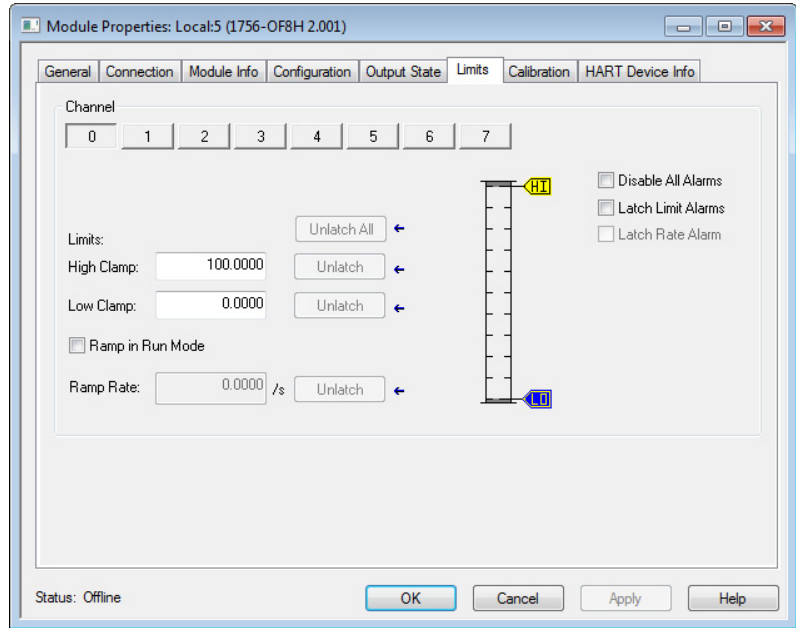 Module Properties: Local:5 (1756-OF8H 2.001)
General Connection Module Info Configuration Output State Limits Calibration HART Device Info
Channel
0 1 2 3 4 5 6 7
HI
Disable All Alarms
Latch Limit Alarms
Latch Rate Alarm
Limits:
Unlatch All
High Clamp: 100.0000 Unlatch
Low Clamp: 0.0000 Unlatch
Ramp in Run Mode
Ramp Rate: 0.0000 /s Unlatch
LO
Status: Offline
OK Cancel Apply Help